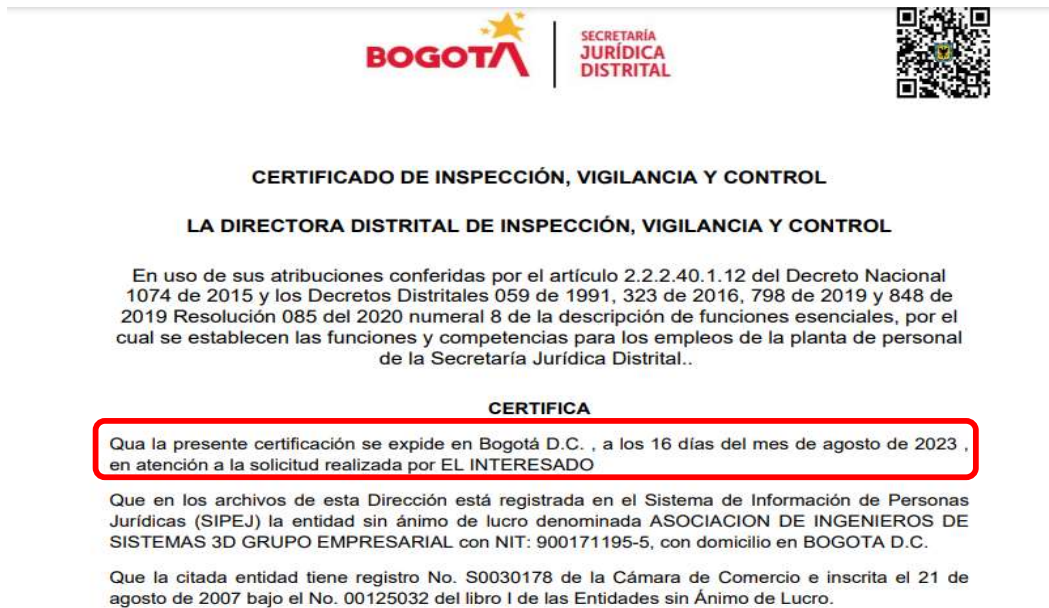 BOGOTÁ
SECRETARÍA
JURÍDICA
DISTRITAL
CERTIFICADO DE INSPECCIÓN, VIGILANCIA Y CONTROL
LA DIRECTORA DISTRITAL DE INSPECCIÓN, VIGILANCIA Y CONTROL
En uso de sus atribuciones conferidas por el artículo 2.2.2.40.1.12 del Decreto Nacional
1074 de 2015 y los Decretos Distritales 059 de 1991, 323 de 2016, 798 de 2019 y 848 de
2019 Resolución 085 del 2020 numeral 8 de la descripción de funciones esenciales, por el
cual se establecen las funciones y competencias para los empleos de la planta de personal
de la Secretaría Jurídica Distrital..
CERTIFICA
Qua la presente certificación se expide en Bogotá D.C. , a los 16 días del mes de agosto de 2023 ,
en atención a la solicitud realizada por EL INTERESADO
Que en los archivos de esta Dirección está registrada en el Sistema de Información de Personas
Jurídicas (SIPEJ) la entidad sin ánimo de lucro denominada ASOCIACION DE INGENIEROS DE
SISTEMAS 3D GRUPO EMPRESARIAL con NIT: 900171195-5, con domicilio en BOGOTA D.C.
Que la citada entidad tiene registro No. S0030178 de la Cámara de Comercio e inscrita el 21 de
agosto de 2007 bajo el No. 00125032 del libro I de las Entidades sin Ánimo de Lucro.